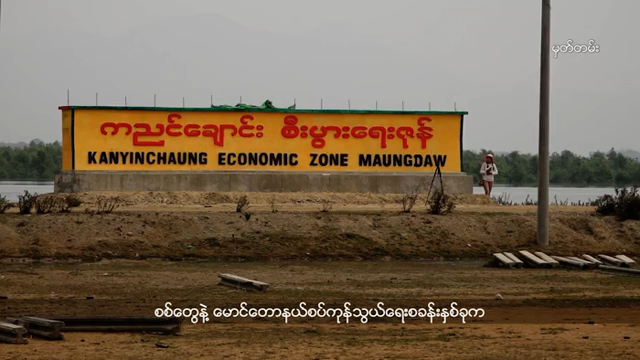 မှတ်တမ်း
ကညင်ချောင်း စီးပွားရေးဇုန်
KANYINCHAUNG ECONOMIC ZONE MAUNGDAW
စစ်တွေနဲ့ မောင်တောနယ်စပ်ကုန်သွယ်ရေးစခန်းနှစ်ခုက